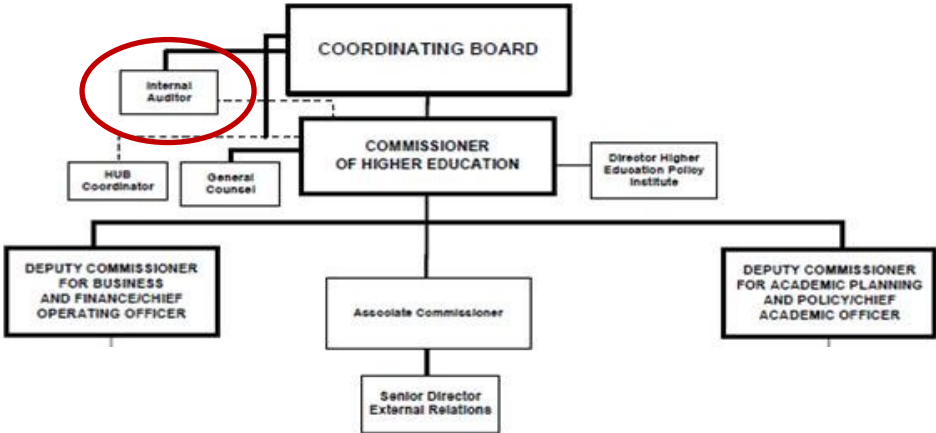 COORDINATING BOARD
Internal
Auditor
COMMISSIONER
OF HIGHER EDUCATION
HUB
Coordinator
General
Counsel
Director Higher
Education Policy
Institute
DEPUTY COMMISSIONER
FOR BUSINESS
AND FINANCE/CHIEF
OPERATING OFFICER
Associate Commissioner
DEPUTY COMMISSIONER
FOR ACADEMIC PLANNING
AND POLICY/CHIEF
ACADEMIC OFFICER
Senior Director
External Relations